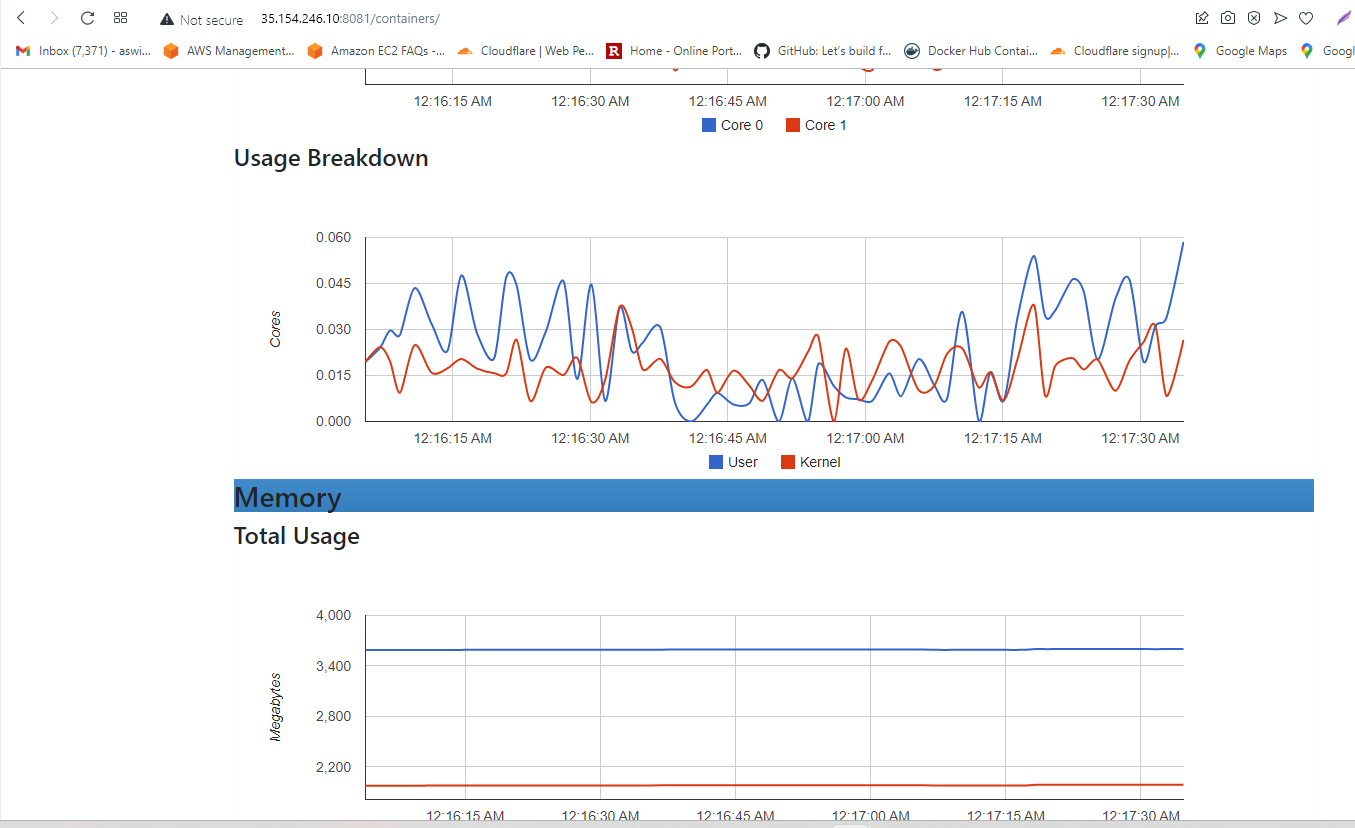 Not secure 35.154.246.10:8081/containers/
Inbox (7,371) - aswi... AWS Management... Amazon EC2 FAQs -... Cloudflare | Web Pe... R Home - Online Port... GitHub: Let's build f... Docker Hub Contai... Cloudflare signup|... Google Maps Googl
12:16:15 AM 12:16:30 AM 12:16:45 AM 12:17:00 AM 12:17:15 AM 12:17:30 AM
Core 0 Core 1
Usage Breakdown
0.060
0.045
0.030
0.015
0.000
Cores
12:16:15 AM 12:16:30 AM 12:16:45 AM 12:17:00 AM 12:17:15 AM 12:17:30 AM
User Kernel
Memory
Total Usage
4,000
3,400
2,800
2,200
Megabytes
12:16:15 AM 12:16:30 AM 12:16:45 AM 12:17:00 AM 12:17:15 AM 12:17:30 AM